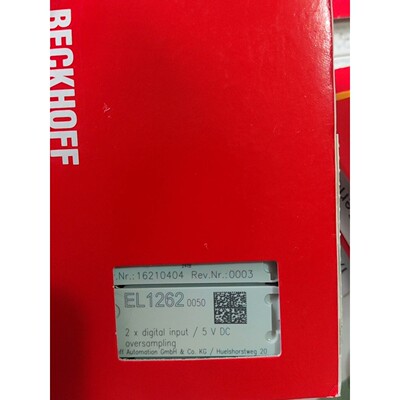 BECKHOFF
.Nr.:16210404 Rev.Nr.:0003
EL1262 0050
2 x digital input / 5 V DC
oversampling
ff Automation GmbH & Co. KG / Huelshorstweg 20